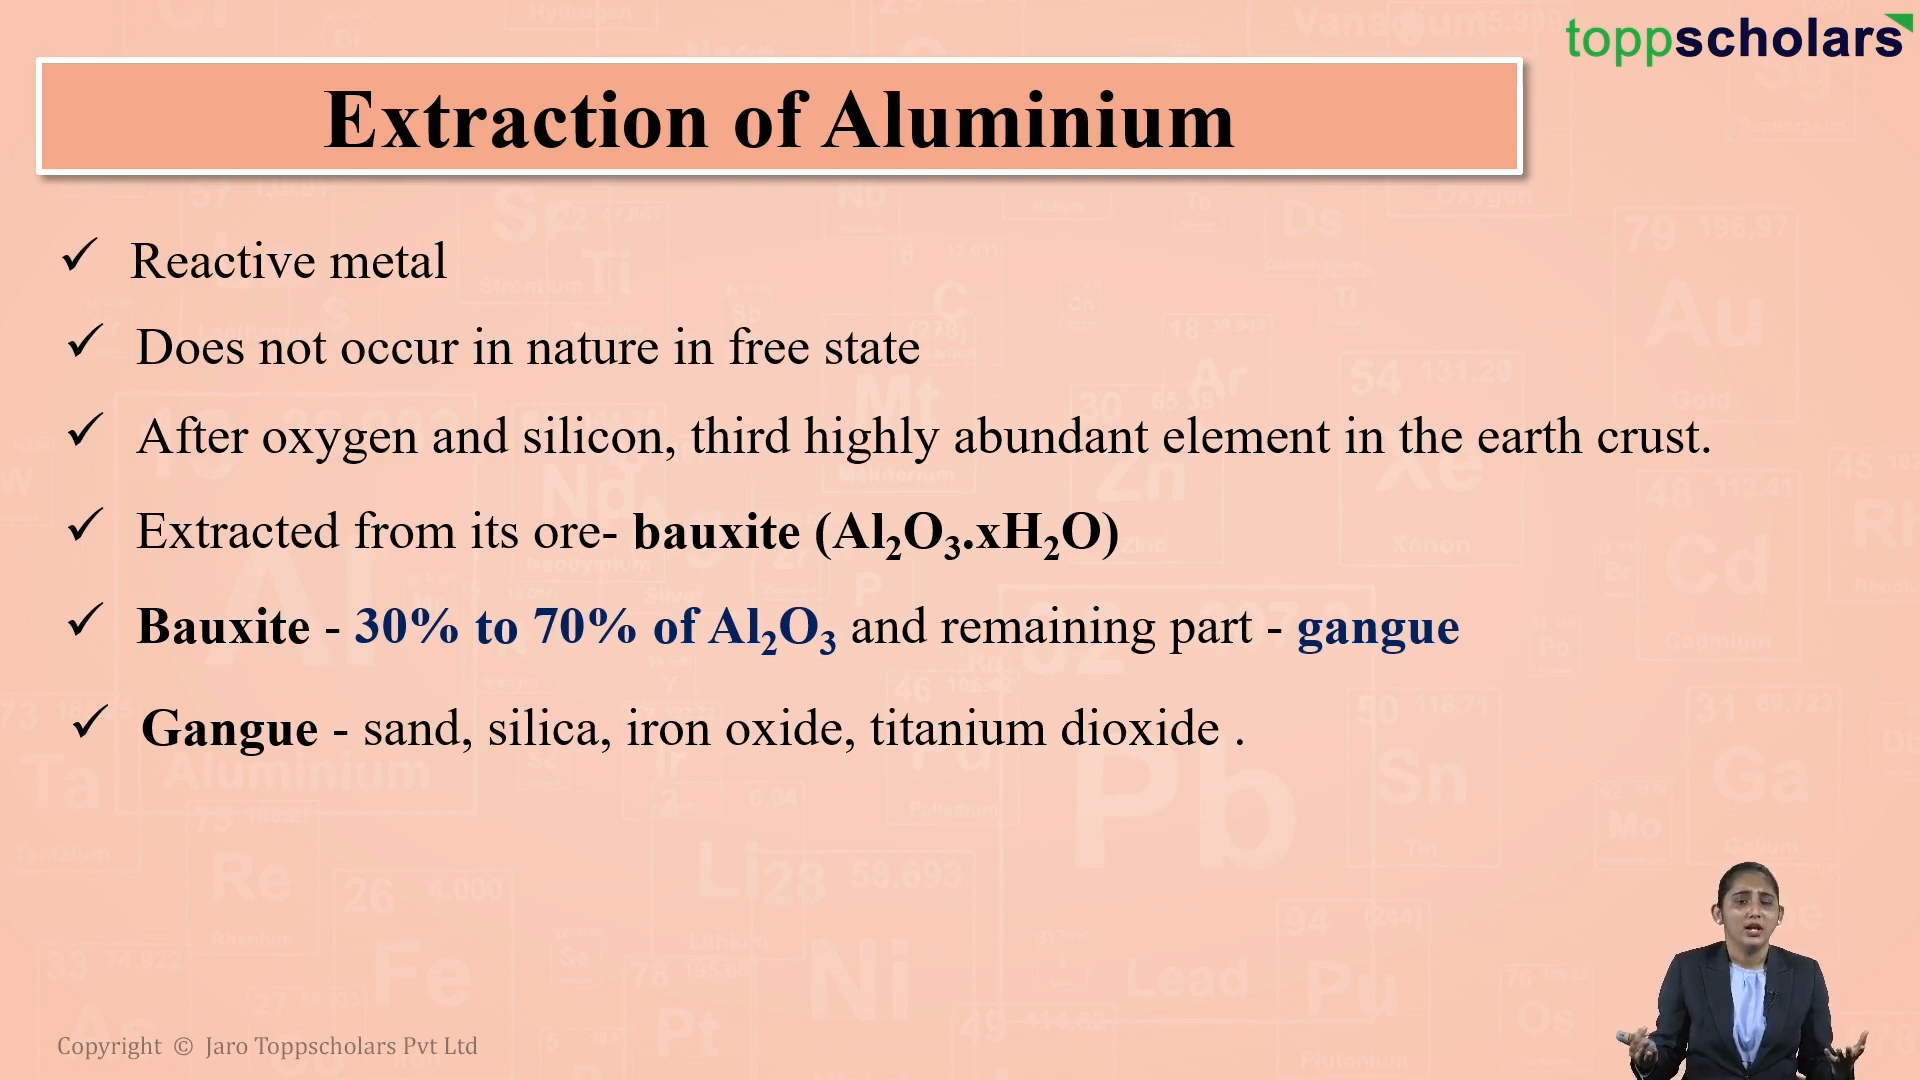 toppscholars
Extraction of Aluminium
✓ Reactive metal
✓ Does not occur in nature in free state
✓ After oxygen and silicon, third highly abundant element in the earth crust.
✓ Extracted from its ore- bauxite (Al₂O₃.xH₂O)
✓ Bauxite - 30% to 70% of Al₂O₃ and remaining part - gangue
✓ Gangue - sand, silica, iron oxide, titanium dioxide .
Copyright © Jaro Toppscholars Pvt Ltd